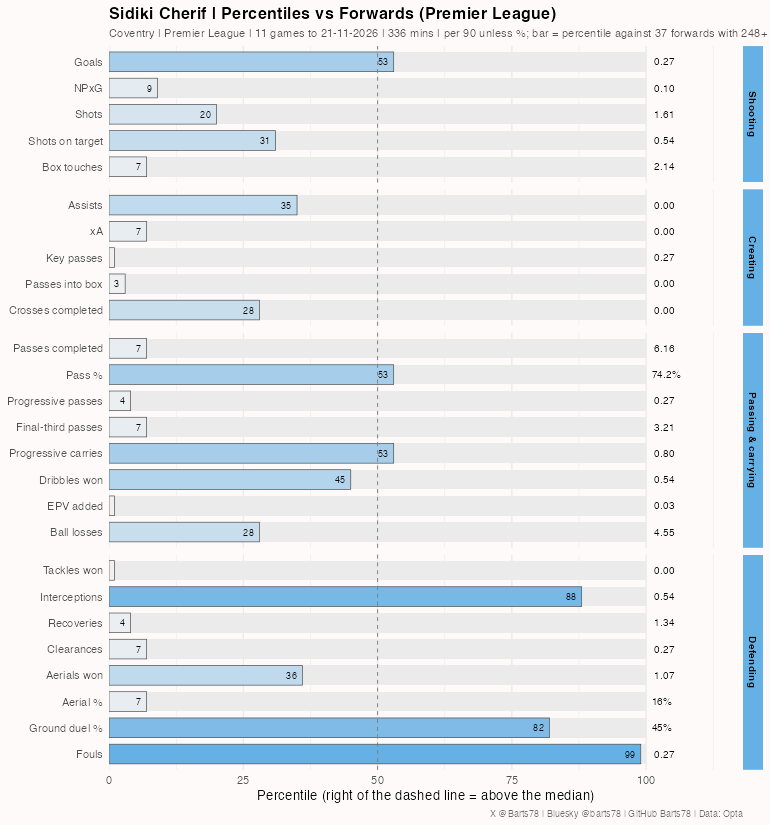 Sidiki Cherif | Percentiles vs Forwards (Premier League)
Coventry | Premier League | 11 games to 21-11-2026 | 336 mins | per 90 unless %; bar = percentile against 37 forwards with 248+
Goals 53 0.27
NPxG 9 0.10
Shots 20 1.61
Shots on target 31 0.54
Box touches 7 2.14
Shooting
Assists 35 0.00
xA 7 0.00
Key passes 0.27
Passes into box 3 0.00
Crosses completed 28 0.00
Creating
Passes completed 7 6.16
Pass % 53 74.2%
Progressive passes 4 0.27
Final-third passes 7 3.21
Progressive carries 53 0.80
Dribbles won 45 0.54
EPV added 0.03
Ball losses 28 4.55
Passing & carrying
Tackles won 0.00
Interceptions 88 0.54
Recoveries 4 1.34
Clearances 7 0.27
Aerials won 36 1.07
Aerial % 7 16%
Ground duel % 82 45%
Fouls 99 0.27
Defending
0 25 50 75 100
Percentile (right of the dashed line = above the median)
X @Barts78 | Bluesky @barts78 | GitHub Barts78 | Data: Opta